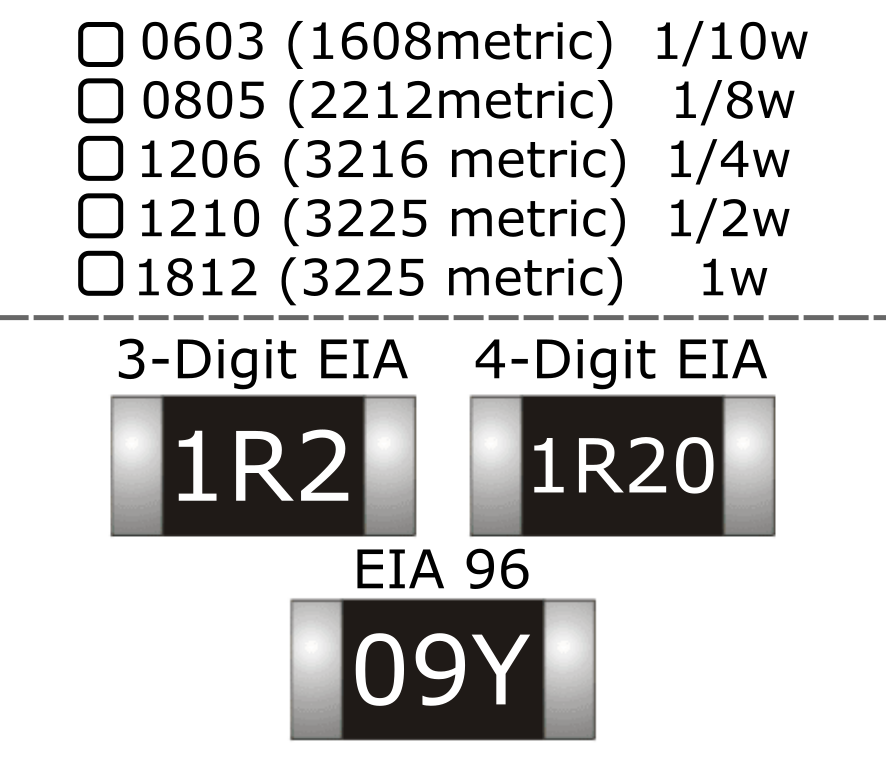 0603 (1608metric) 1/10w
0805 (2212metric) 1/8w
1206 (3216 metric) 1/4w
1210 (3225 metric) 1/2w
1812 (3225 metric) 1w
3-Digit EIA 4-Digit EIA
1R2 1R20
EIA 96
09Y